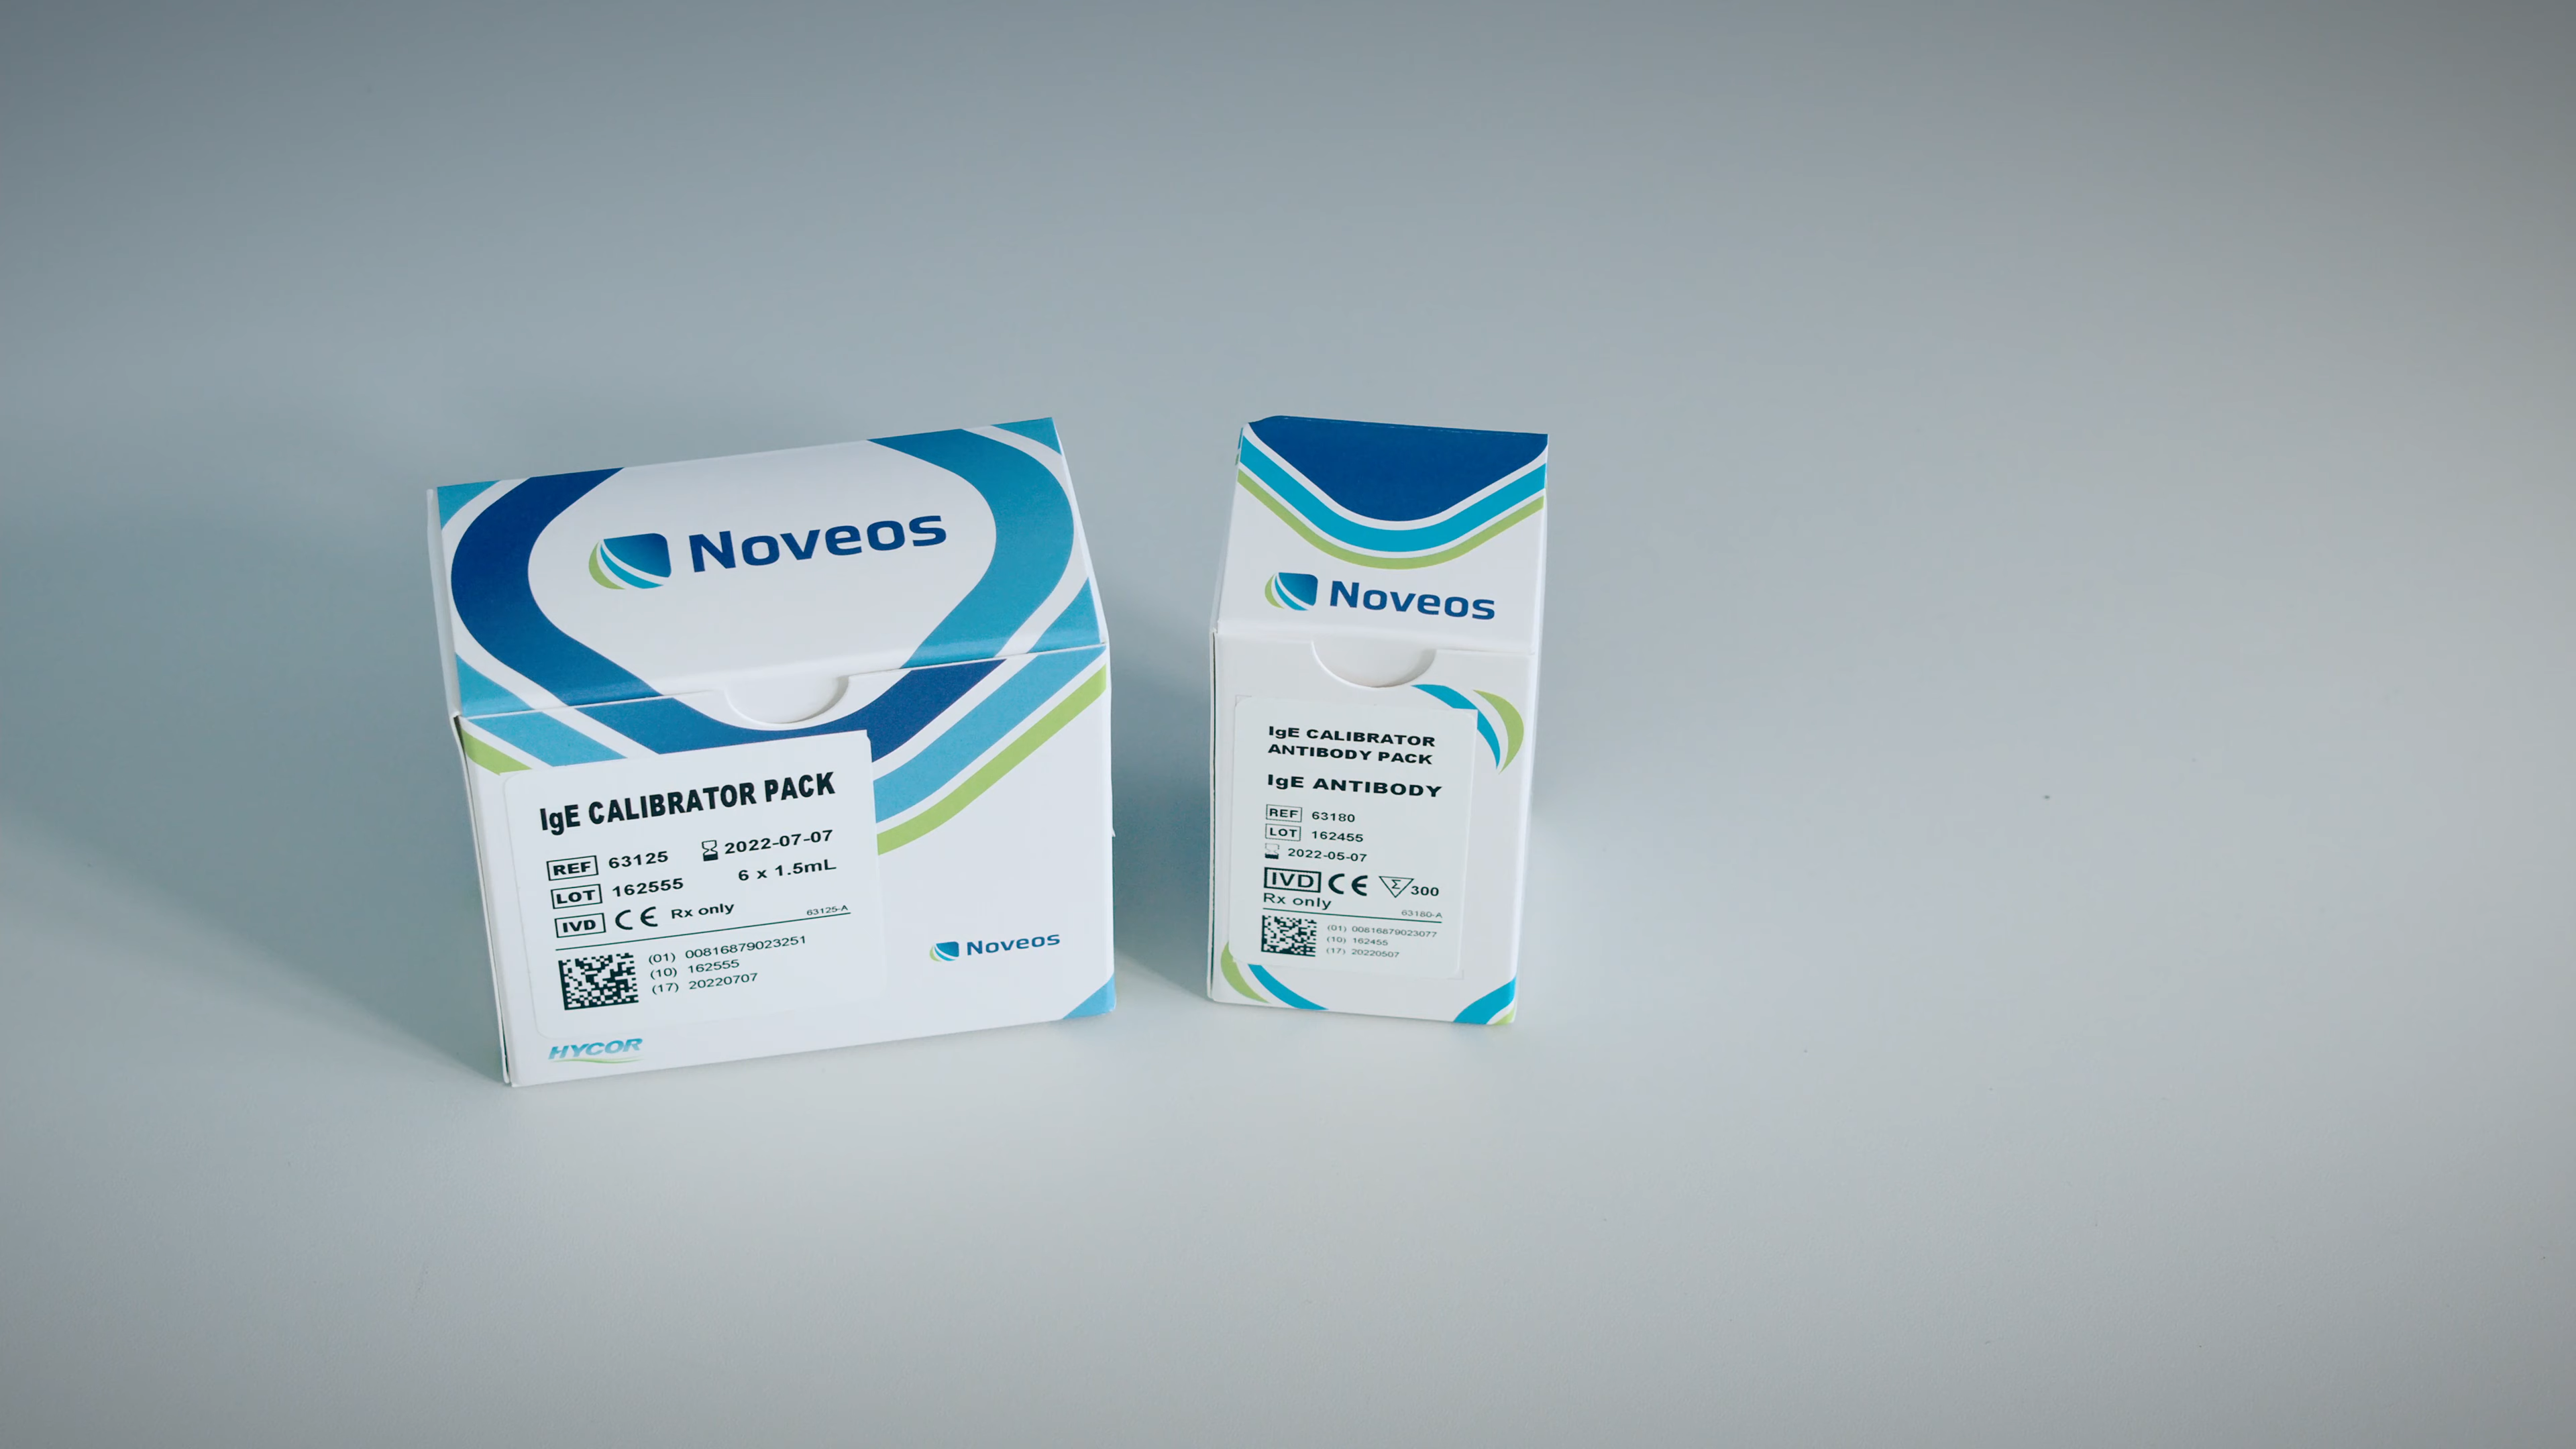 Noveos
IgE CALIBRATOR PACK
REF 63125 2022-07-07
LOT 162555 6 x 1.5mL
IVD CE Rx only 63125-A
(01) 00816879023251
(10) 162555
(17) 20220707
Noveos
HYCOR
Noveos
IgE CALIBRATOR
ANTIBODY PACK
IgE ANTIBODY
REF 63180
LOT 162455
2022-05-07
IVD CE Σ 300
Rx only 63180-A
(01) 00816879023077
(10) 162455
(17) 20220507